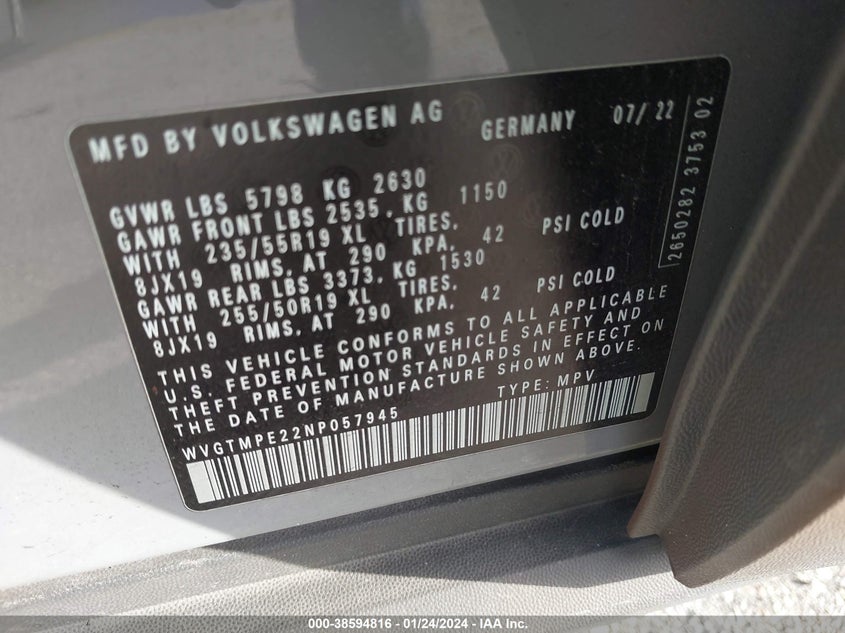 MFD BY VOLKSWAGEN AG GERMANY 07/ 22
GVWR LBS 5798 KG 2630
GAWR FRONT LBS 2535, KG 1150
WITH 235/55R19 XL TIRES,
8JX19 RIMS, AT 290 KPA, 42 PSI COLD
GAWR REAR LBS 3373, KG 1530
WITH 255/50R19 XL TIRES,
8JX19 RIMS, AT 290 KPA, 42 PSI COLD
THIS VEHICLE CONFORMS TO ALL APPLICABLE
U.S. FEDERAL MOTOR VEHICLE SAFETY AND
THEFT PREVENTION STANDARDS IN EFFECT ON
THE DATE OF MANUFACTURE SHOWN ABOVE.
WVGTMPE22NP057945 TYPE: MPV
2650282 3753 02
000-38594816 - 01/24/2024 - IAA Inc.